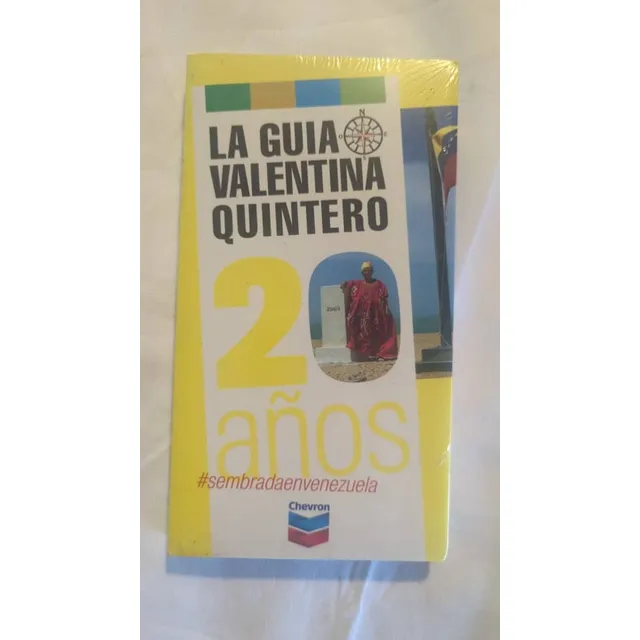 LA GUIA
VALENTINA
QUINTERO
20
años
#sembradaenvenezuela
Chevron